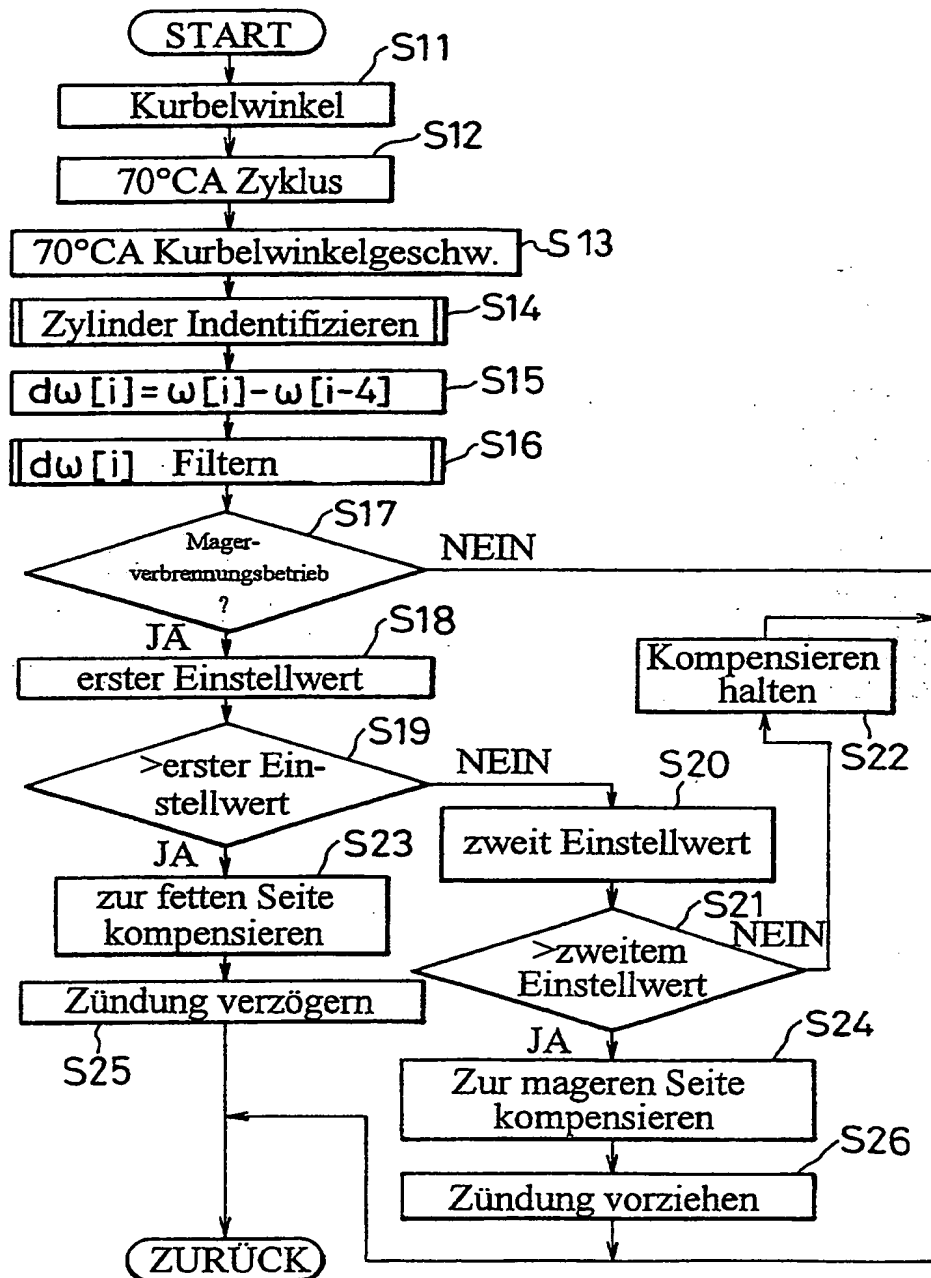 START
S11
Kurbelwinkel
S12
70°CA Zyklus
70°CA Kurbelwinkelgeschw.
S13
Zylinder Indentifizieren
S14
dω[i]=ω[i]-ω[i-4]
S15
dω[i] Filtern
S16
S17
Mager-
verbrennungsbetrieb
?
NEIN
JA
S18
erster Einstellwert
Kompensieren
halten
S22
S19
>erster Ein-
stellwert
NEIN
S20
zweit Einstellwert
JA
S23
zur fetten Seite
kompensieren
S21
NEIN
>zweitem
Einstellwert
Zündung verzögern
S25
JA
S24
Zur mageren Seite
kompensieren
S26
Zündung vorziehen
ZURÜCK